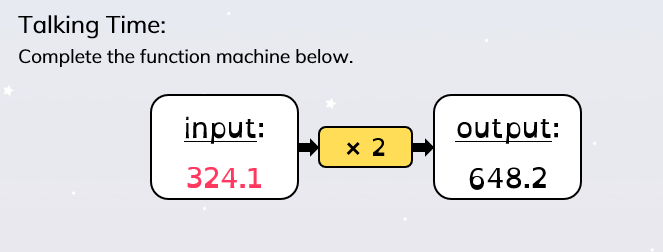 Talking Time:
Complete the function machine below.
input:
324.1
× 2
output:
648.2